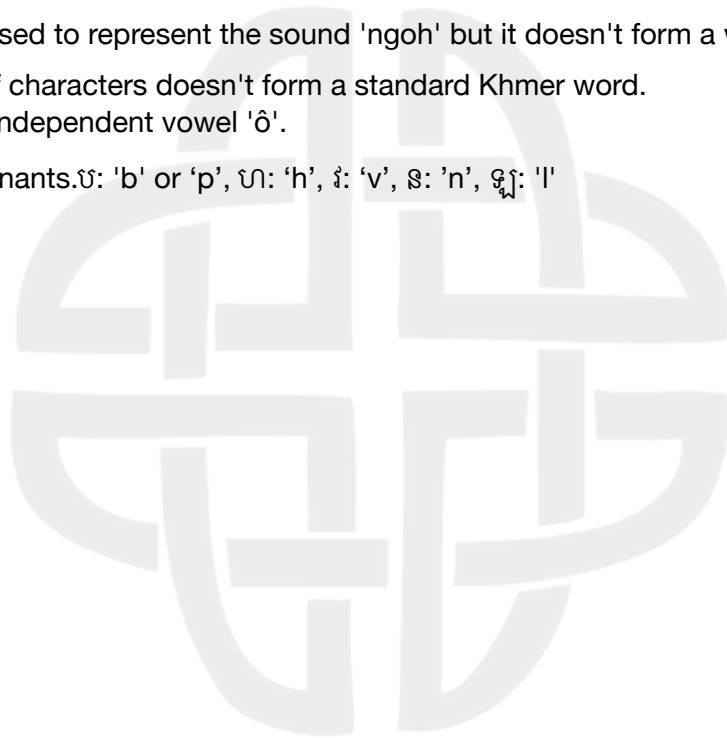 sed to represent the sound 'ngoh' but it doesn't form a
characters doesn't form a standard Khmer word.
ndependent vowel 'ô'.
nants.ប: 'b' or ‘p’, ហ: ‘h’, វ: ‘v’, ន: ’n’, ឡ: 'l'